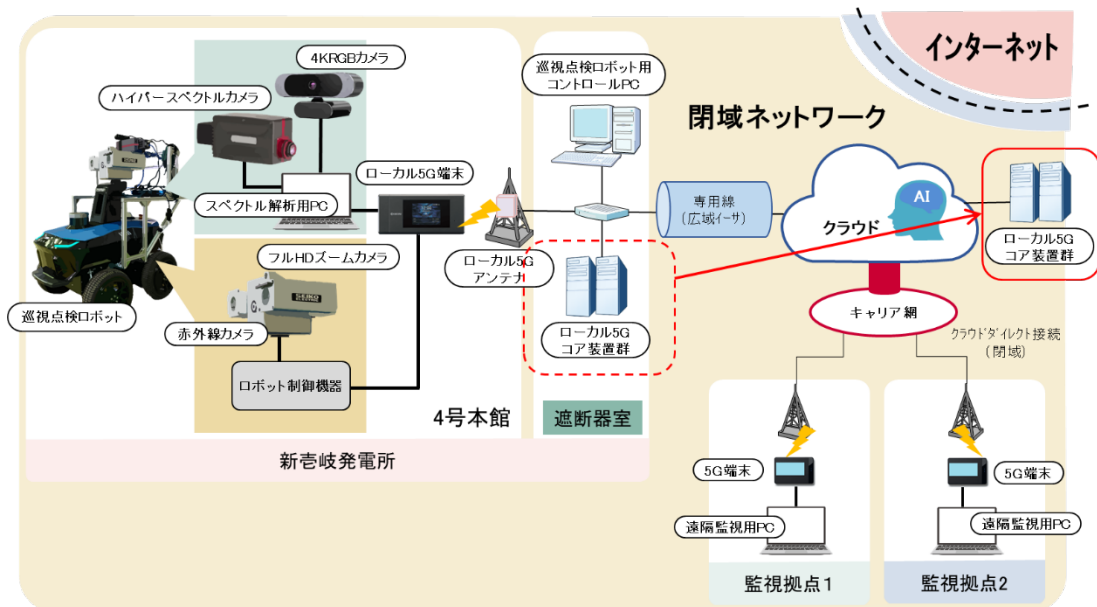 インターネット
閉域ネットワーク
4KRGBカメラ
ハイパースペクトルカメラ
スペクトル解析用PC
ローカル5G端末
フルHDズームカメラ
赤外線カメラ
巡視点検ロボット
ロボット制御機器
4号本館
新壱岐発電所
巡視点検ロボット用
コントロールPC
ローカル5G
アンテナ
ローカル5G
コア装置群
遮断器室
専用線
(広域イーサ)
クラウド
AI
ローカル5G
コア装置群
キャリア網
クラウドダイレクト接続
(閉域)
5G端末
遠隔監視用PC
監視拠点1
5G端末
遠隔監視用PC
監視拠点2